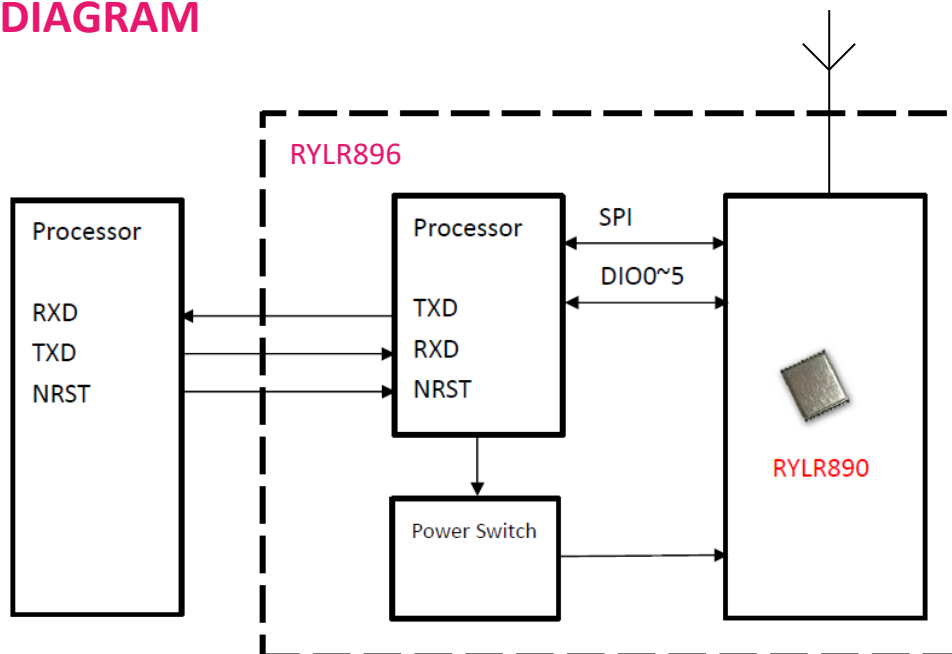 DIAGRAM
RYLR896
Processor
RXD
TXD
NRST
Processor
TXD
RXD
NRST
SPI
DIO0~5
RYLR890
Power Switch